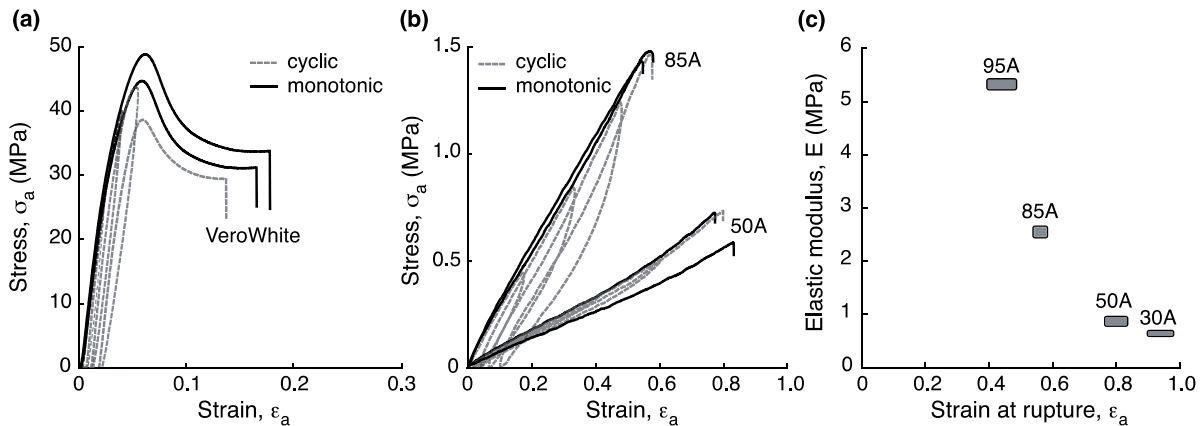 (a)
50
40
30
20
10
0
Stress, σa (MPa)
cyclic
monotonic
VeroWhite
0
0.1
0.2
0.3
Strain, εa
(b)
1.5
1.0
0.5
0
Stress, σa (MPa)
cyclic
monotonic
85A
50A
0
0.2
0.4
0.6
0.8
1.0
Strain, εa
(c)
6
5
4
3
2
1
0
Elastic modulus, E (MPa)
95A
85A
50A
30A
0
0.2
0.4
0.6
0.8
1.0
Strain at rupture, εa